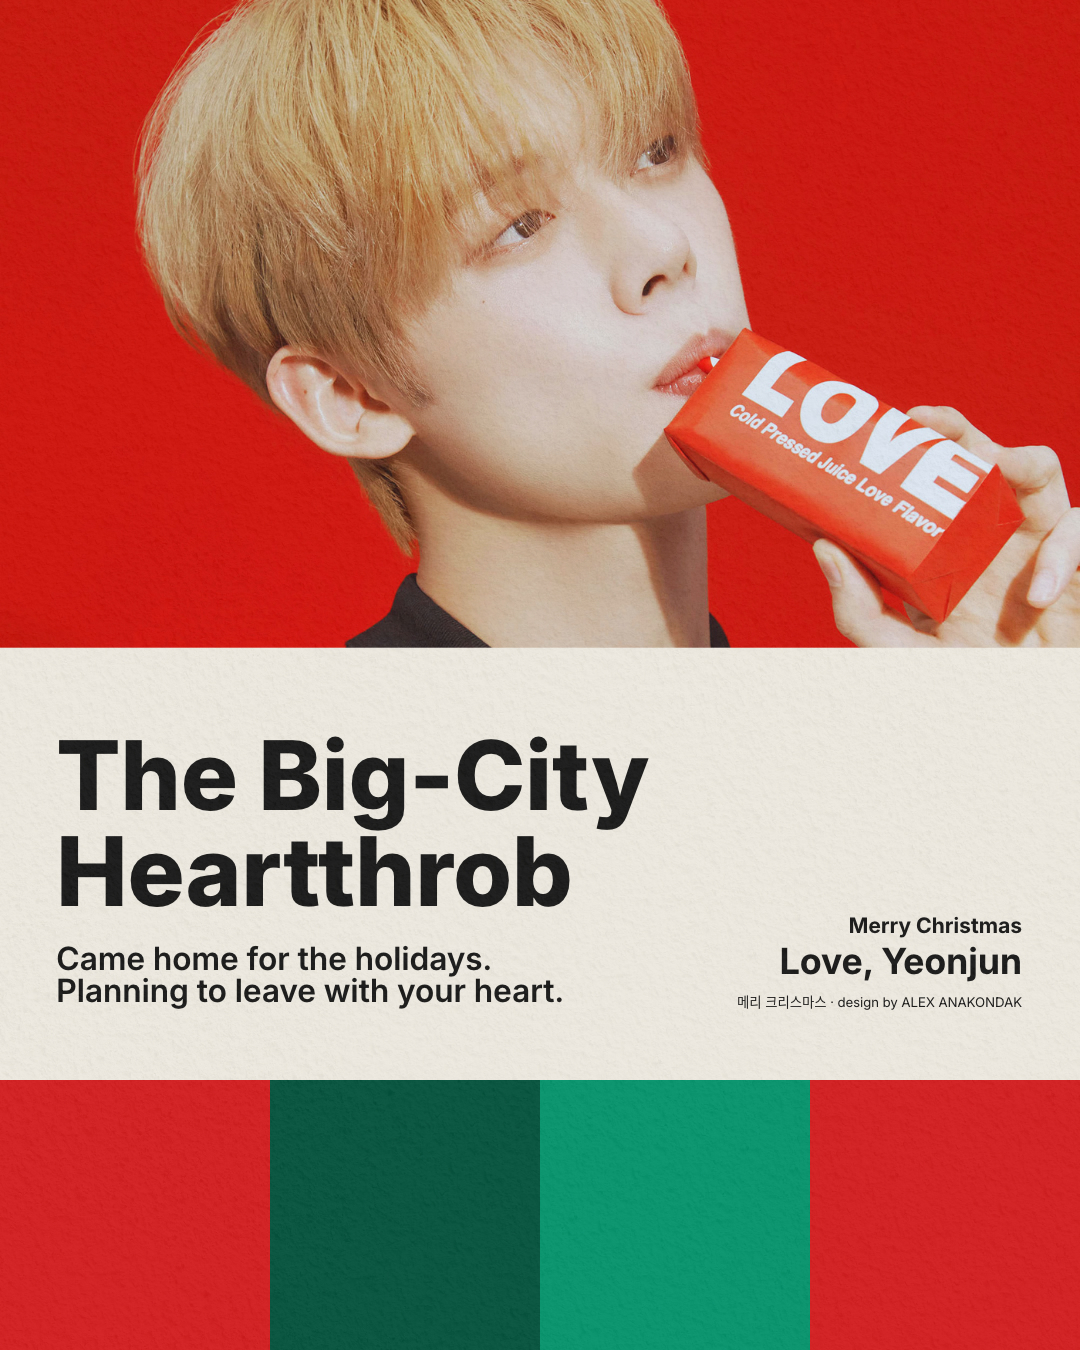 LOVE
Cold Pressed Juice Love Flavor
The Big-City
Heartthrob
Came home for the holidays.
Planning to leave with your heart.
Merry Christmas
Love, Yeonjun
메리 크리스마스 · design by ALEX ANAKONDAK